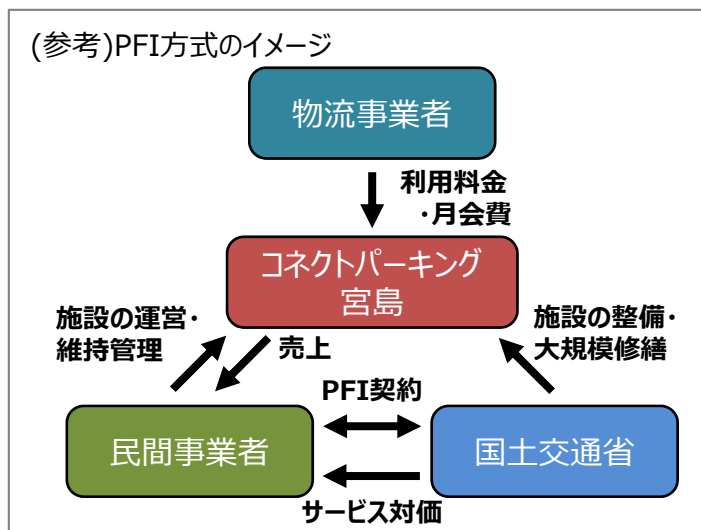 (参考)PFI方式のイメージ
物流事業者
利用料金
・月会費
コネクトパーキング
宮島
施設の運営・
維持管理
売上
施設の整備・
大規模修繕
PFI契約
民間事業者
国土交通省
サービス対価